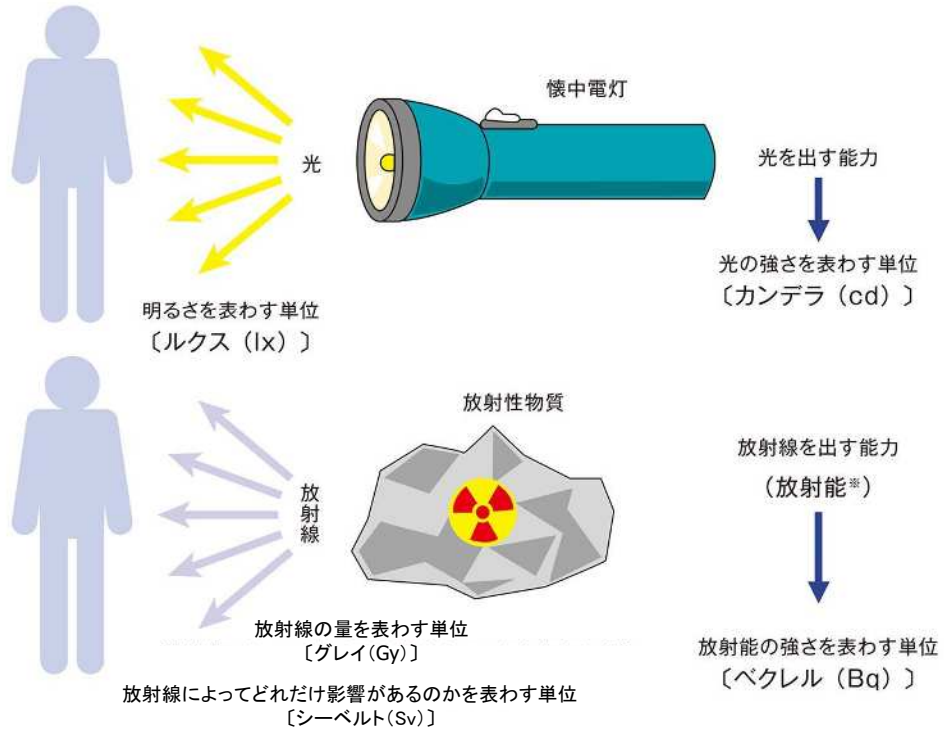 懐中電灯
光
光を出す能力
光の強さを表わす単位
〔カンデラ（cd）〕
明るさを表わす単位
〔ルクス（lx）〕
放射性物質
放射線
放射線を出す能力
（放射能※）
放射線の量を表わす単位
〔グレイ(Gy)〕
放射能の強さを表わす単位
〔ベクレル（Bq）〕
放射線によってどれだけ影響があるのかを表わす単位
〔シーベルト(Sv)〕